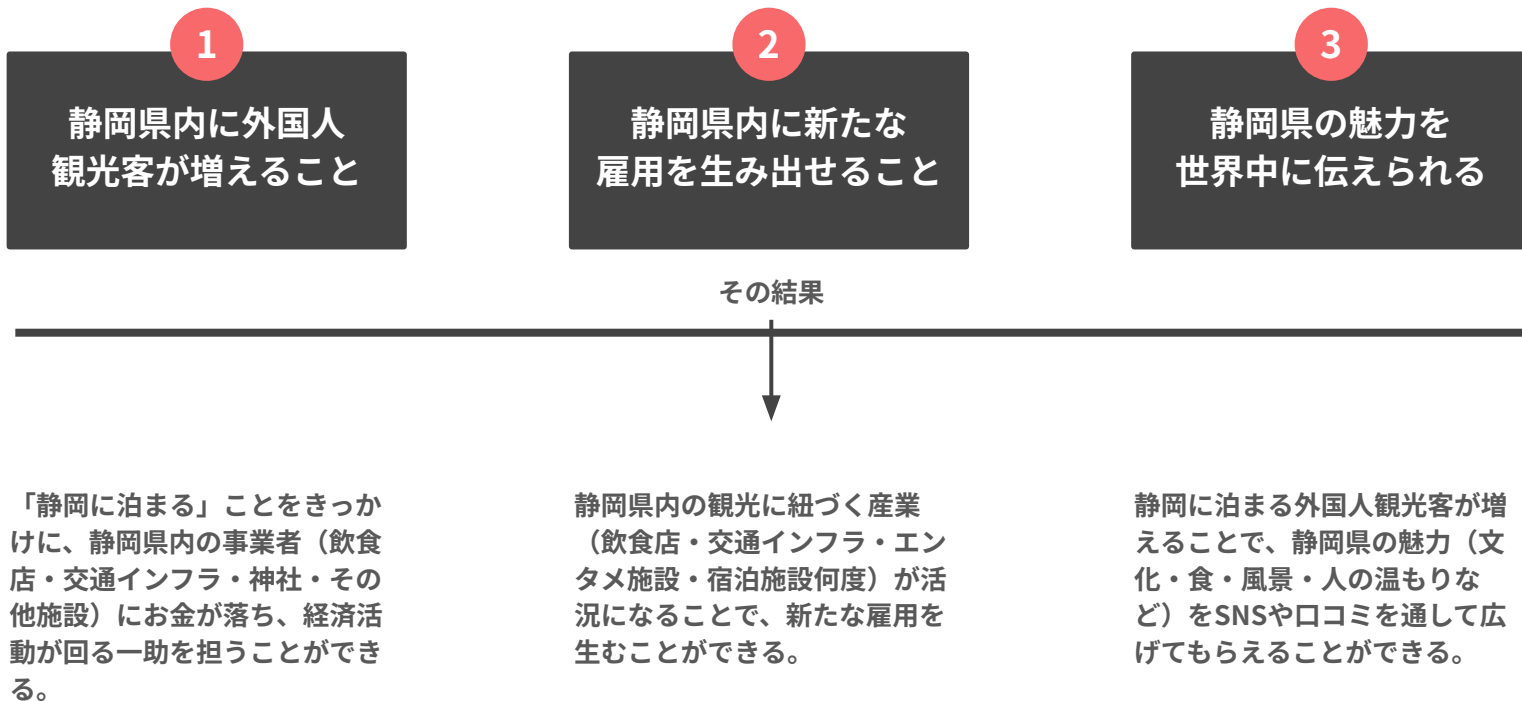 1
静岡県内に外国人
観光客が増えること
2
静岡県内に新たな
雇用を生み出せること
3
静岡県の魅力を
世界中に伝えられる
その結果
「静岡に泊まる」ことをきっか
けに、静岡県内の事業者（飲食
店・交通インフラ・神社・その
他施設）にお金が落ち、経済活
動が回る一助を担うことができ
る。
静岡県内の観光に紐づく産業
（飲食店・交通インフラ・エン
タメ施設・宿泊施設何度）が活
況になることで、新たな雇用を
生むことができる。
静岡に泊まる外国人観光客が増
えることで、静岡県の魅力（文
化・食・風景・人の温もりな
ど）をSNSや口コミを通して広
げてもらえることができる。